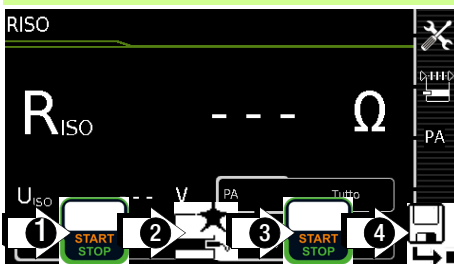 RISO
RISO - - - Ω
PA
UISO - - V
PA Tutto
1 START STOP 2 3 START STOP 4